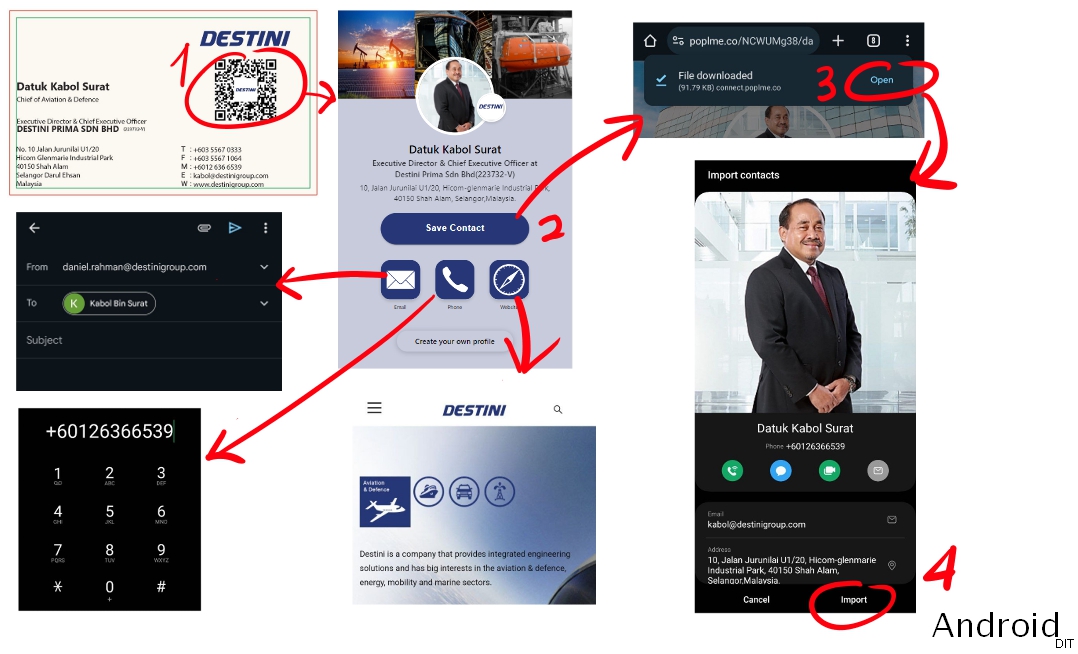 1
DESTINI
DESTINI
Datuk Kabol Surat
Chief of Aviation & Defence
Executive Director & Chief Executive Officer
DESTINI PRIMA SDN BHD (223732-V)
No. 10 Jalan Jurunilai U1/20
Hicom Glenmarie Industrial Park
40150 Shah Alam
Selangor Darul Ehsan
Malaysia
T : +603 5567 0333
F : +603 5567 1064
M : +6012 636 6539
E : kabol@destinigroup.com
W : www.destinigroup.com
DESTINI
Datuk Kabol Surat
Executive Director & Chief Executive Officer at
Destini Prima Sdn Bhd(223732-V)
10, Jalan Jurunilai U1/20, Hicom-glenmarie Industrial Park,
40150 Shah Alam, Selangor,Malaysia.
Save Contact
2
Email
Phone
Website
Create your own profile
poplme.co/NCWUMg38/da
8
File downloaded
(91.79 KB) connect.poplme.co
3
Open
From daniel.rahman@destinigroup.com
To K Kabol Bin Surat
Subject
+60126366539
1 2 3
ABC DEF
4 5 6
GHI JKL MNO
7 8 9
PQRS TUV WXYZ
* 0 #
+
DESTINI
Aviation
& Defence
Destini is a company that provides integrated engineering
solutions and has big interests in the aviation & defence,
energy, mobility and marine sectors.
Import contacts
Datuk Kabol Surat
Phone +60126366539
Email
kabol@destinigroup.com
Address
10, Jalan Jurunilai U1/20, Hicom-glenmarie
Industrial Park, 40150 Shah Alam,
Selangor,Malaysia.
Cancel
Import
4
Android
DIT